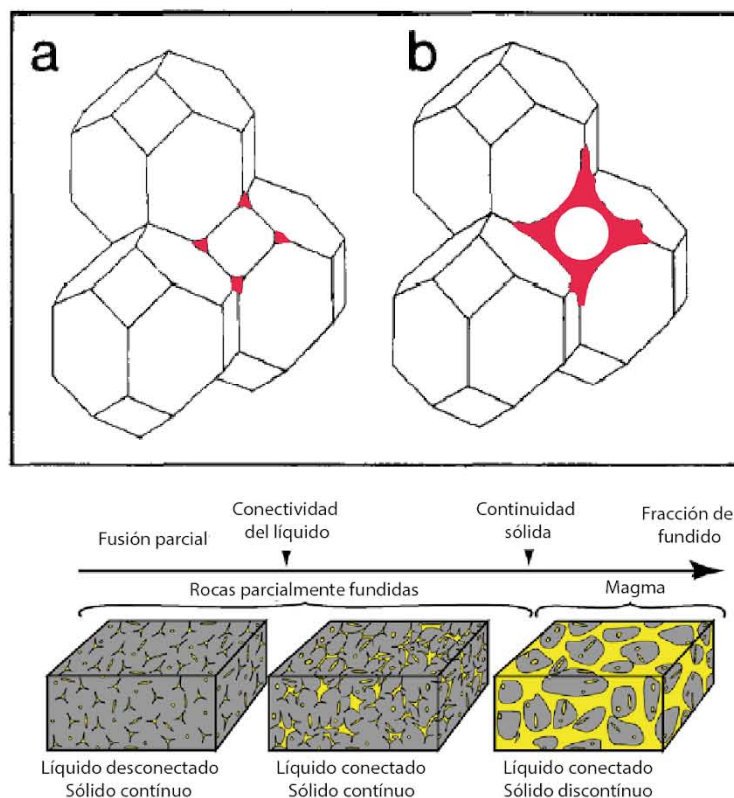 a
b
Fusión parcial
Conectividad
del líquido
Continuidad
sólida
Fracción de
fundido
Rocas parcialmente fundidas
Magma
Líquido desconectado
Sólido contínuo
Líquido conectado
Sólido contínuo
Líquido conectado
Sólido discontínuo